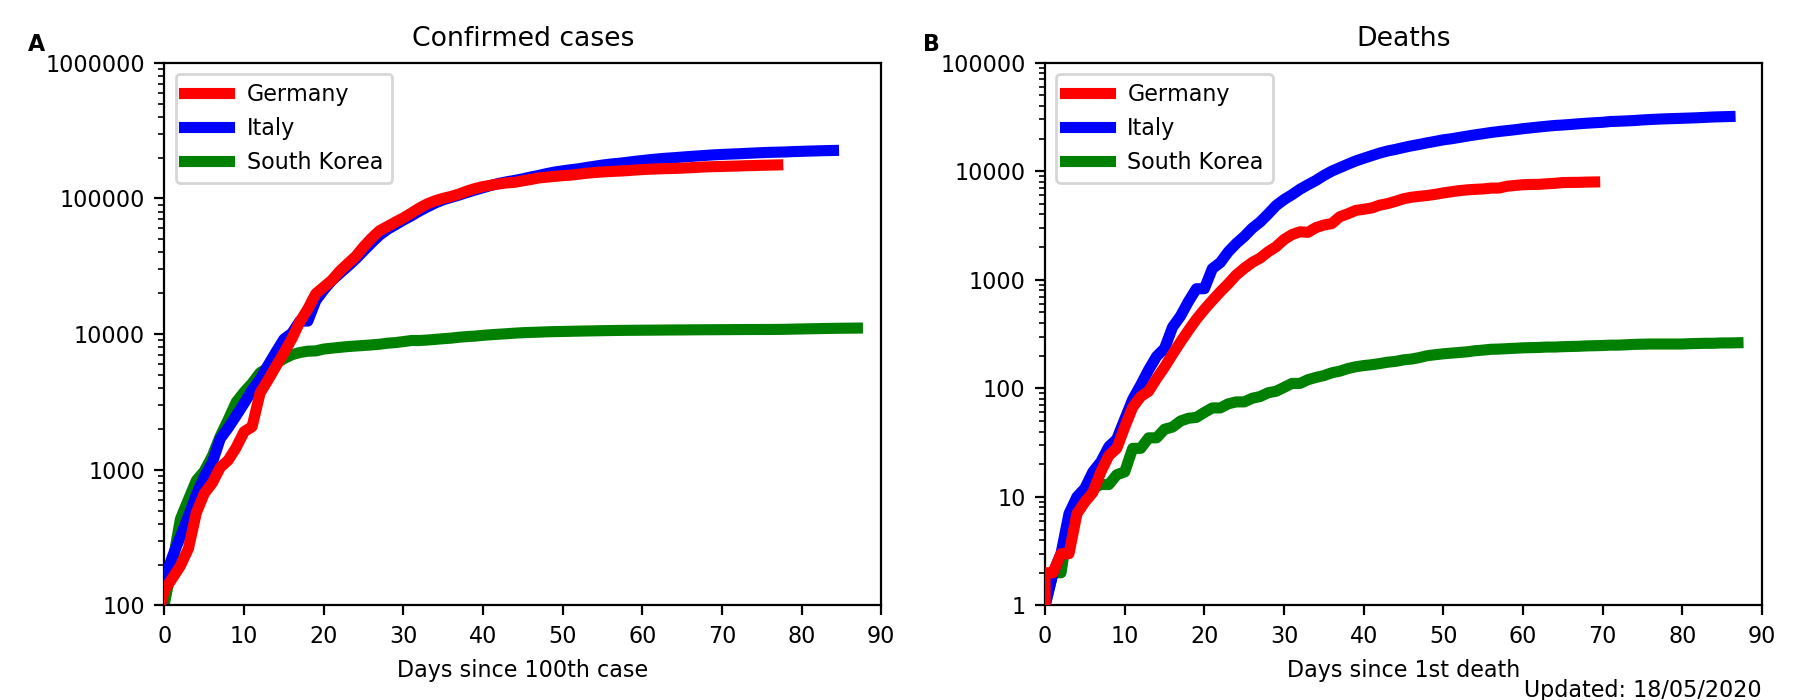 A
Confirmed cases
1000000
100000
10000
1000
100
Germany
Italy
South Korea
0 10 20 30 40 50 60 70 80 90
Days since 100th case
B
Deaths
100000
10000
1000
100
10
1
Germany
Italy
South Korea
0 10 20 30 40 50 60 70 80 90
Days since 1st death
Updated: 18/05/2020